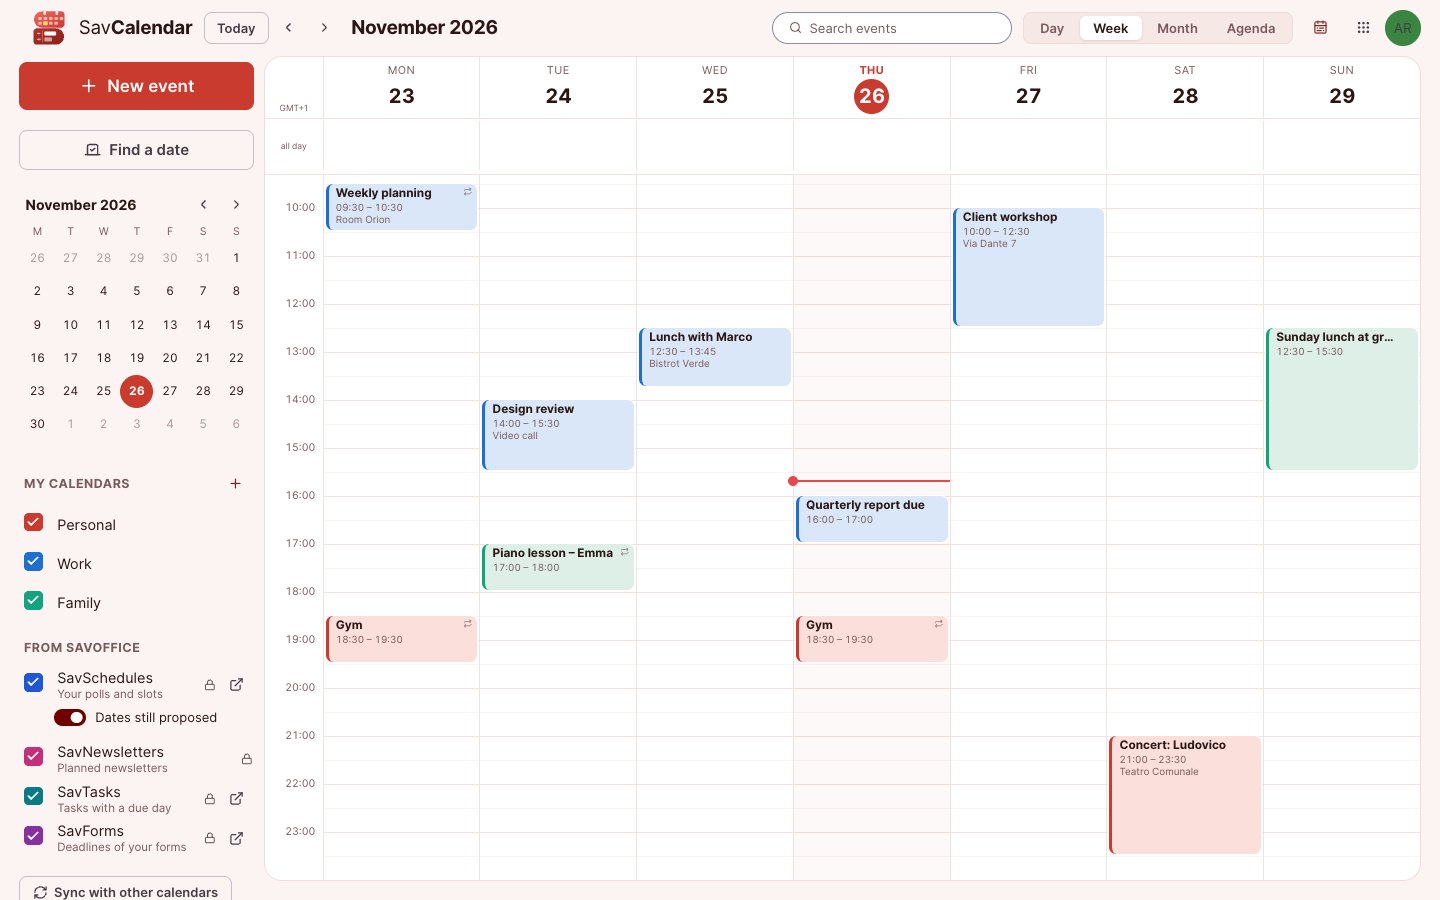 SavCalendar
Today
November 2026
Search events
Day
Week
Month
Agenda
AR
New event
Find a date
November 2026
M T W T F S S
26 27 28 29 30 31 1
2 3 4 5 6 7 8
9 10 11 12 13 14 15
16 17 18 19 20 21 22
23 24 25 26 27 28 29
30 1 2 3 4 5 6
MY CALENDARS
Personal
Work
Family
FROM SAVOFFICE
SavSchedules
Your polls and slots
Dates still proposed
SavNewsletters
Planned newsletters
SavTasks
Tasks with a due day
SavForms
Deadlines of your forms
Sync with other calendars
GMT+1
MON
23
TUE
24
WED
25
THU
26
FRI
27
SAT
28
SUN
29
all day
10:00
11:00
12:00
13:00
14:00
15:00
16:00
17:00
18:00
19:00
20:00
21:00
22:00
23:00
Weekly planning
09:30 – 10:30
Room Orion
Gym
18:30 – 19:30
Design review
14:00 – 15:30
Video call
Piano lesson – Emma
17:00 – 18:00
Lunch with Marco
12:30 – 13:45
Bistrot Verde
Quarterly report due
16:00 – 17:00
Gym
18:30 – 19:30
Client workshop
10:00 – 12:30
Via Dante 7
Concert: Ludovico
21:00 – 23:30
Teatro Comunale
Sunday lunch at gr...
12:30 – 15:30